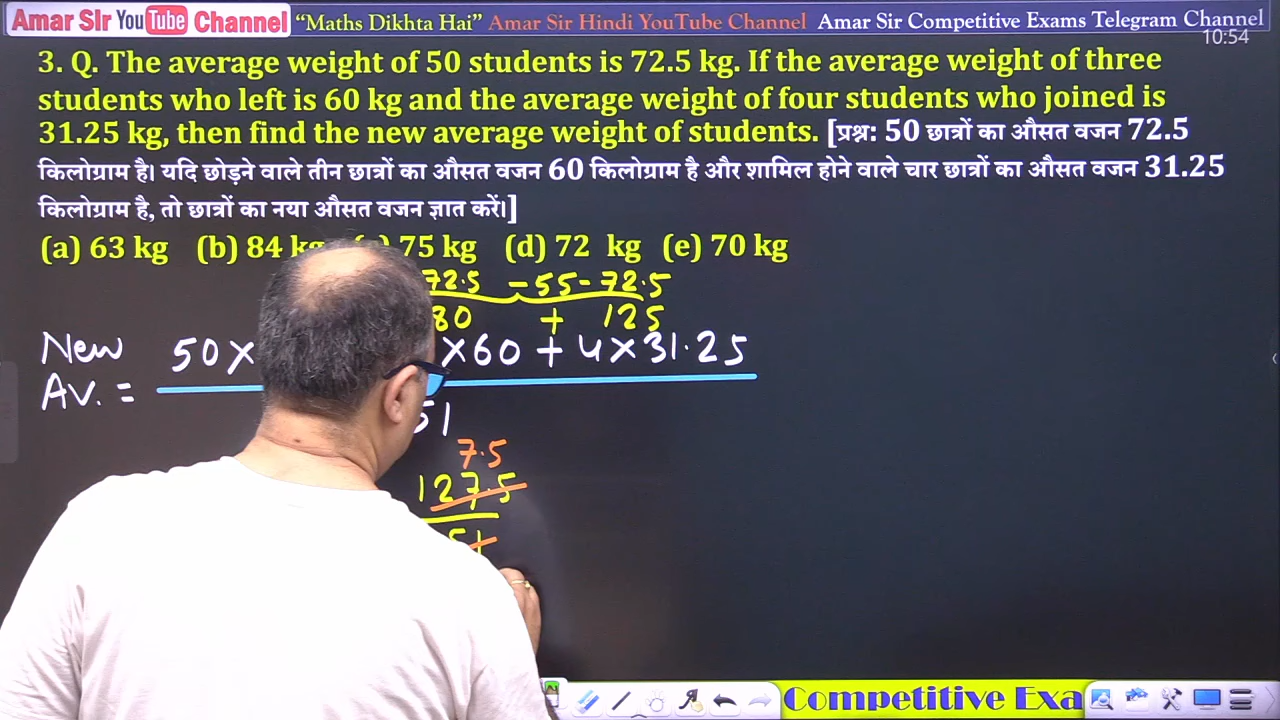 Amar SIr YouTube Channel "Maths Dikhta Hai" Amar Sir Hindi YouTube Channel Amar Sir Competitive Exams Telegram Channel
10:54
3. Q. The average weight of 50 students is 72.5 kg. If the average weight of three
students who left is 60 kg and the average weight of four students who joined is
31.25 kg, then find the new average weight of students. [प्रश्न: 50 छात्रों का औसत वजन 72.5
किलोग्राम है। यदि छोड़ने वाले तीन छात्रों का औसत वजन 60 किलोग्राम है और शामिल होने वाले चार छात्रों का औसत वजन 31.25
किलोग्राम है, तो छात्रों का नया औसत वजन ज्ञात करें।]
(a) 63 kg (b) 84 kg 75 kg (d) 72 kg (e) 70 kg
72.5 -55-72.5
80 + 125
New 50× ×60+4×31.25
AV. =
51
7.5
127.5
51
Competitive Exa